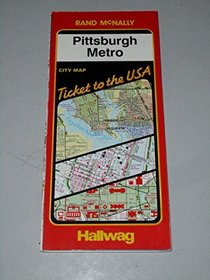 RAND McNALLY
Pittsburgh
Metro
CITY MAP
Ticket to the USA
Hallwag